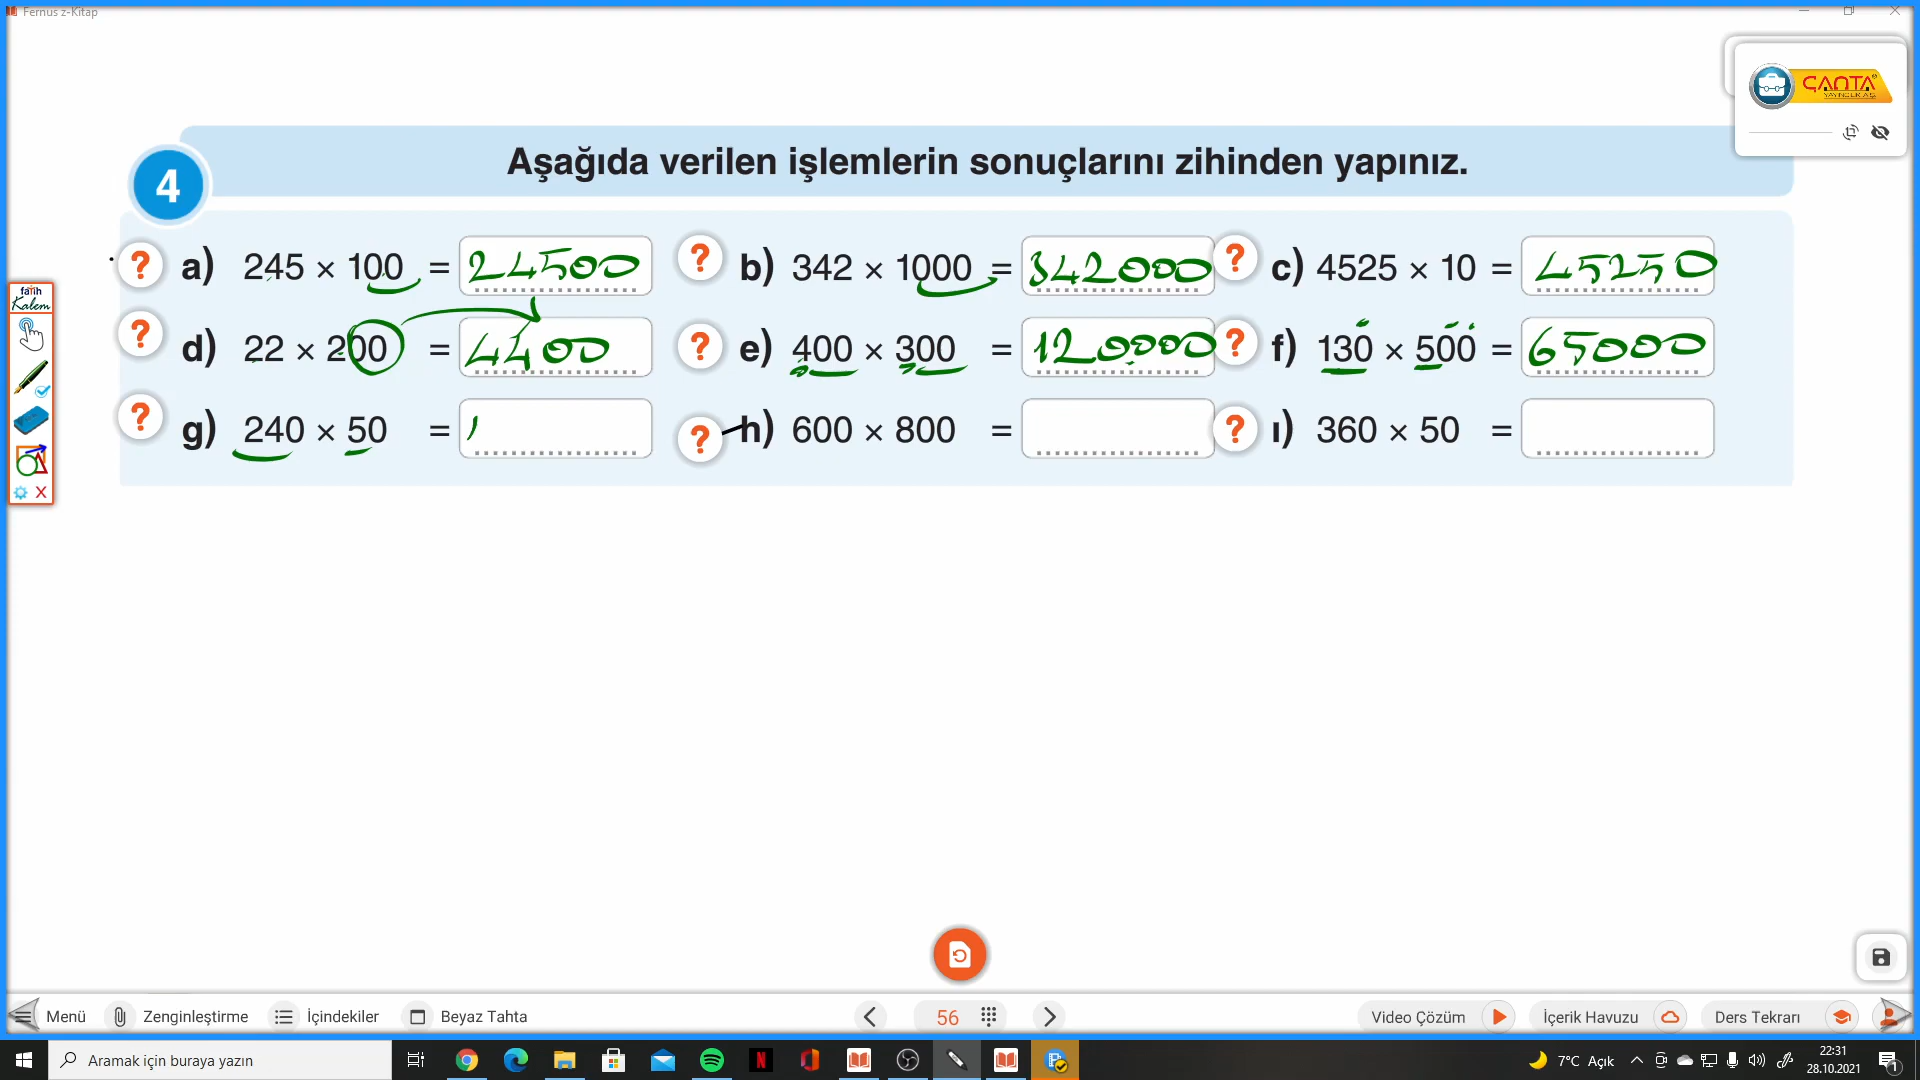 Fernus z-Kitap
ÇANTA
YAYINCILIK A.Ş.
4
Aşağıda verilen işlemlerin sonuçlarını zihinden yapınız.
? a) 245 × 100 = 24500 ? b) 342 × 1000 = 342000 ? c) 4525 × 10 = 45250
? d) 22 × 200 = 4400 ? e) 400 × 300 = 120000 ? f) 130 × 500 = 65000
? g) 240 × 50 = 1 ? h) 600 × 800 = ? ı) 360 × 50 =
fatih
Kalem
X
Menü Zenginleştirme İçindekiler Beyaz Tahta 56 Video Çözüm İçerik Havuzu Ders Tekrarı
Aramak için buraya yazın 7°C Açık 22:31
28.10.2021 1